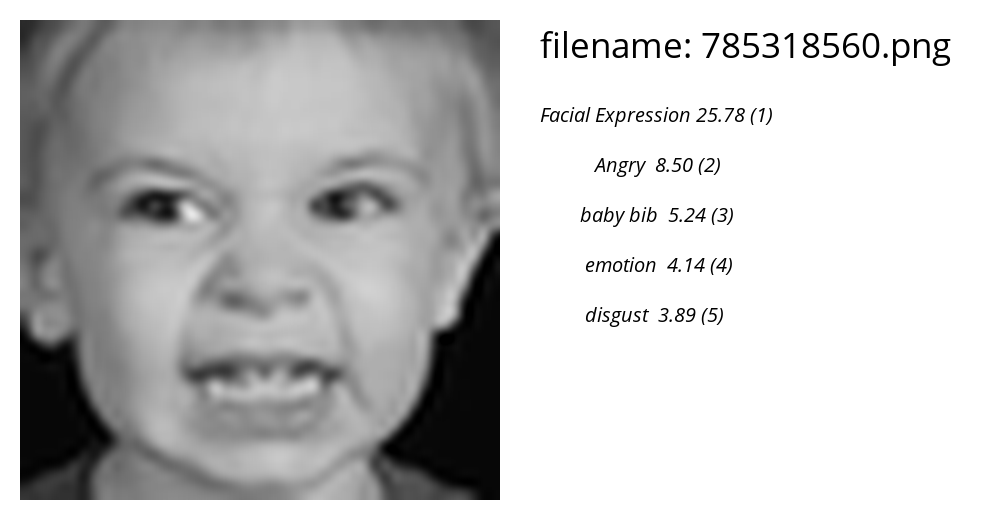 filename: 785318560.png
Facial Expression 25.78 (1)
Angry 8.50 (2)
baby bib 5.24 (3)
emotion 4.14 (4)
disgust 3.89 (5)